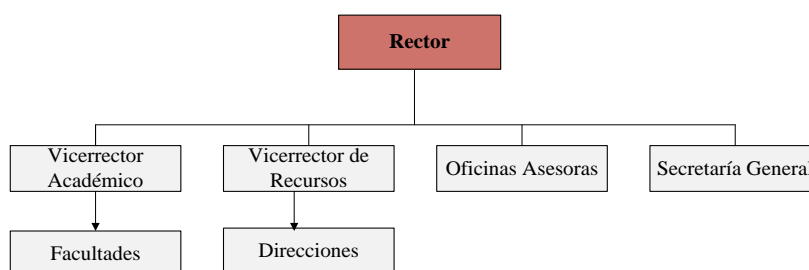 Rector
Vicerrector
Académico
Vicerrector de
Recursos
Oficinas Asesoras
Secretaría General
Facultades
Direcciones